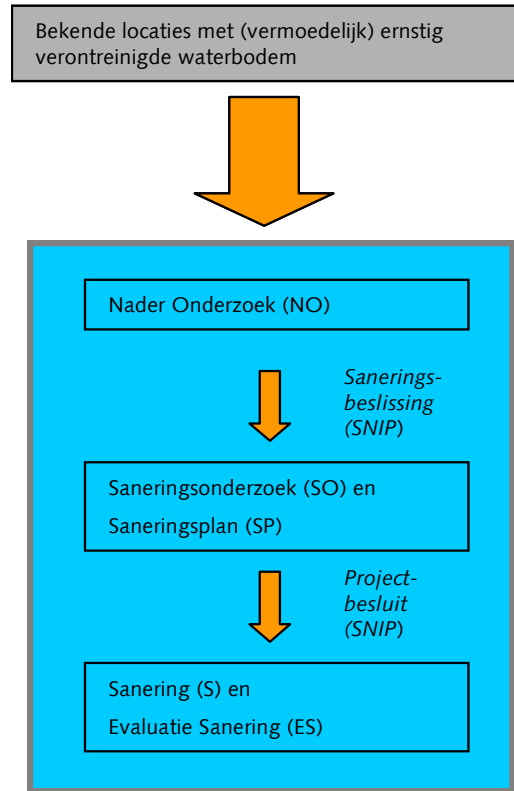 Bekende locaties met (vermoedelijk) ernstig
verontreinigde waterbodem
Nader Onderzoek (NO)
Sanerings-
beslissing
(SNIP)
Saneringsonderzoek (SO) en
Saneringsplan (SP)
Project-
besluit
(SNIP)
Sanering (S) en
Evaluatie Sanering (ES)